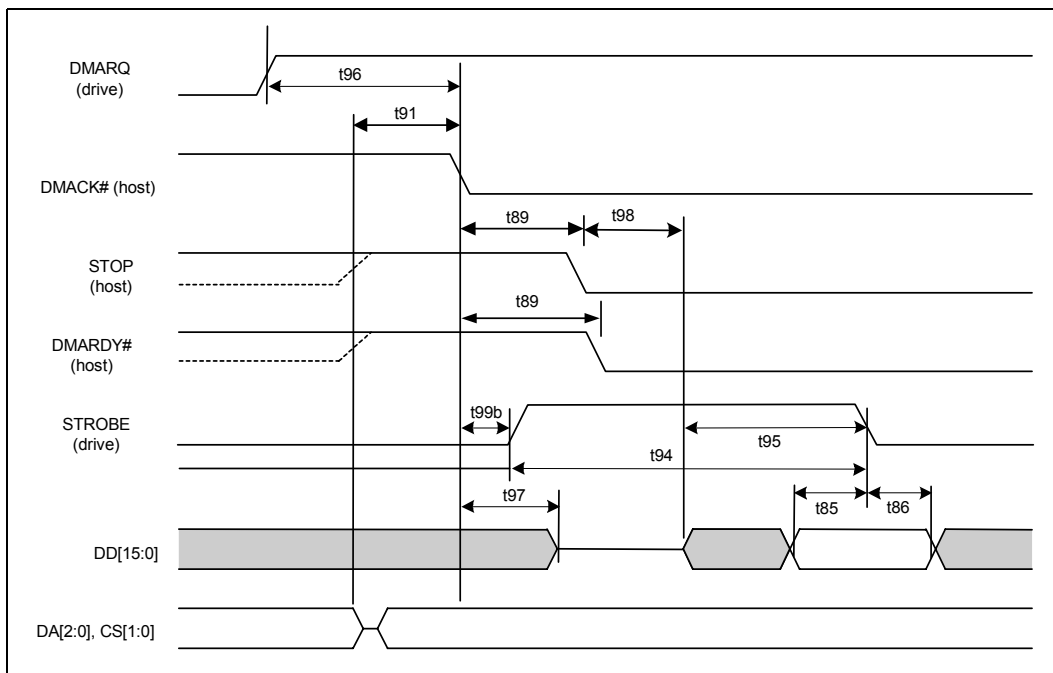 DMARQ
(drive)
t96
t91
DMACK# (host)
t89
t98
STOP
(host)
t89
DMARDY#
(host)
t99b
STROBE
(drive)
t95
t94
t97
t85
t86
DD[15:0]
DA[2:0], CS[1:0]